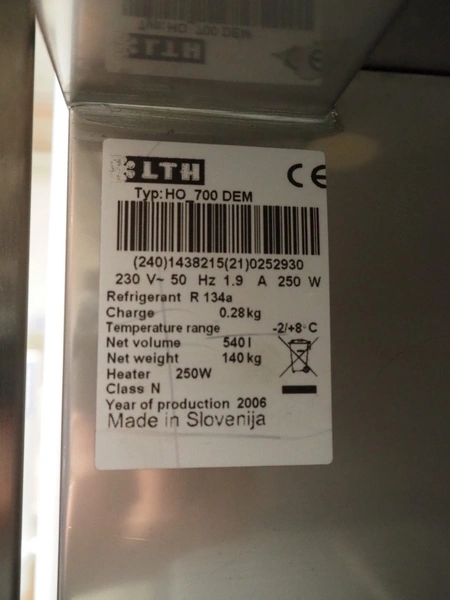 LTH
CE
Typ: HO_700 DEM
(240)1438215(21)0252930
230 V~ 50 Hz 1.9 A 250 W
Refrigerant R 134a
Charge 0.28kg
Temperature range -2/+8°C
Net volume 540 l
Net weight 140 kg
Heater 250W
Class N
Year of production 2006
Made in Slovenija